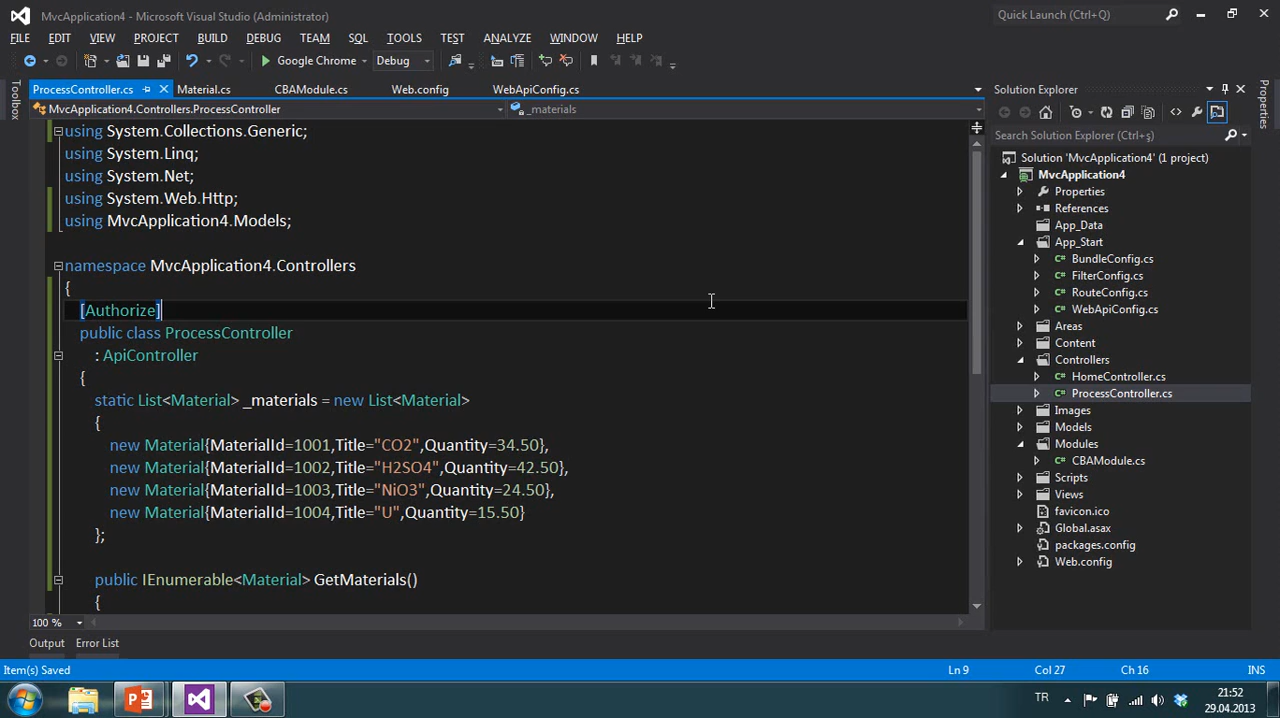 MvcApplication4 - Microsoft Visual Studio (Administrator)
Quick Launch (Ctrl+Q)
FILE EDIT VIEW PROJECT BUILD DEBUG TEAM SQL TOOLS TEST ANALYZE WINDOW HELP
Google Chrome Debug
Toolbox
ProcessController.cs Material.cs CBAModule.cs Web.config WebApiConfig.cs
MvcApplication4.Controllers.ProcessController _materials
using System.Collections.Generic;
using System.Linq;
using System.Net;
using System.Web.Http;
using MvcApplication4.Models;
namespace MvcApplication4.Controllers
{
[Authorize]
public class ProcessController
: ApiController
{
static List<Material> _materials = new List<Material>
{
new Material{MaterialId=1001,Title="CO2",Quantity=34.50},
new Material{MaterialId=1002,Title="H2SO4",Quantity=42.50},
new Material{MaterialId=1003,Title="NiO3",Quantity=24.50},
new Material{MaterialId=1004,Title="U",Quantity=15.50}
};
public IEnumerable<Material> GetMaterials()
{
100 %
Output Error List
Solution Explorer
Search Solution Explorer (Ctrl+ş)
Solution 'MvcApplication4' (1 project)
MvcApplication4
Properties
References
App_Data
App_Start
BundleConfig.cs
FilterConfig.cs
RouteConfig.cs
WebApiConfig.cs
Areas
Content
Controllers
HomeController.cs
ProcessController.cs
Images
Models
Modules
CBAModule.cs
Scripts
Views
favicon.ico
Global.asax
packages.config
Web.config
Properties
Item(s) Saved Ln 9 Col 27 Ch 16 INS
TR 21:52
29.04.2013